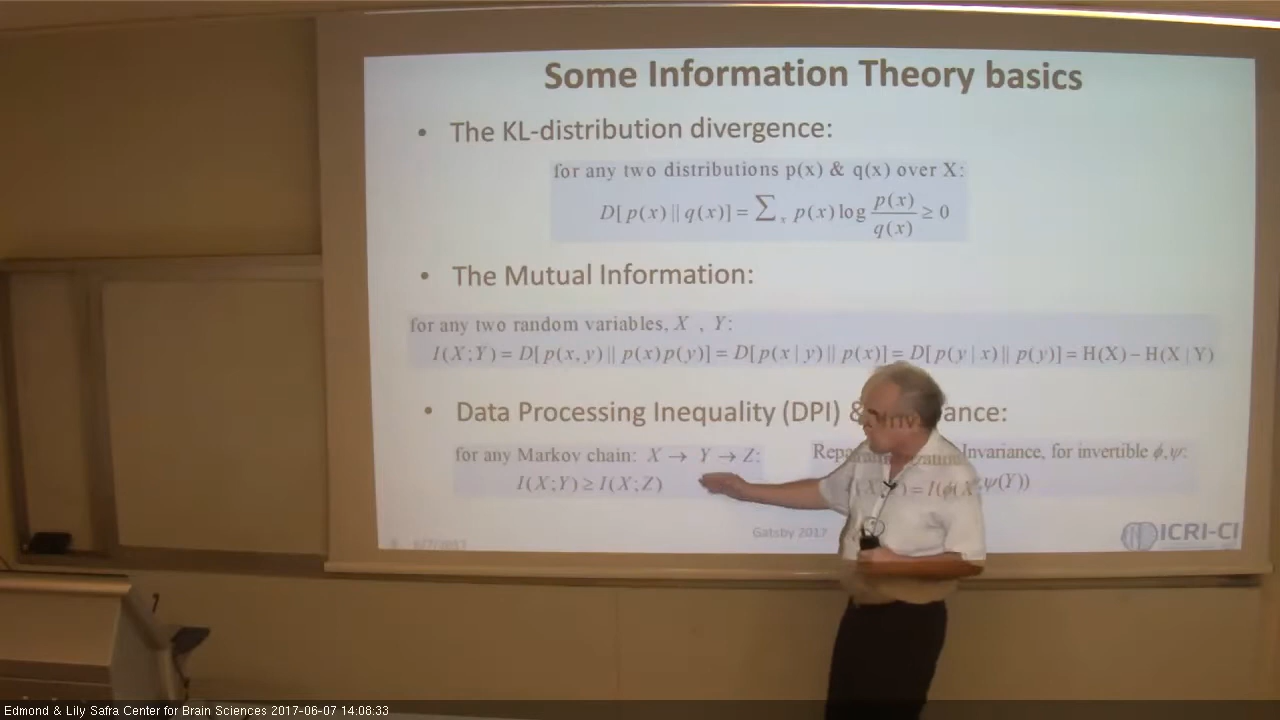 Some Information Theory basics
• The KL-distribution divergence:
for any two distributions p(x) & q(x) over X:
D[p(x) || q(x)] = ∑ₓ p(x) log p(x)/q(x) ≥ 0
• The Mutual Information:
for any two random variables, X , Y:
I(X;Y) = D[p(x, y) || p(x)p(y)] = D[p(x | y) || p(x)] = D[p(y | x) || p(y)] = H(X) – H(X | Y)
• Data Processing Inequality (DPI) &
for any Markov chain: X → Y → Z:
I(X;Y) ≥ I(X;Z)
Invariance, for invertible ϕ,ψ:
= I(ϕ(X ;ψ(Y))
Gatsby 2017
ICRI-CI
Edmond & Lily Safra Center for Brain Sciences 2017-06-07 14:08:33